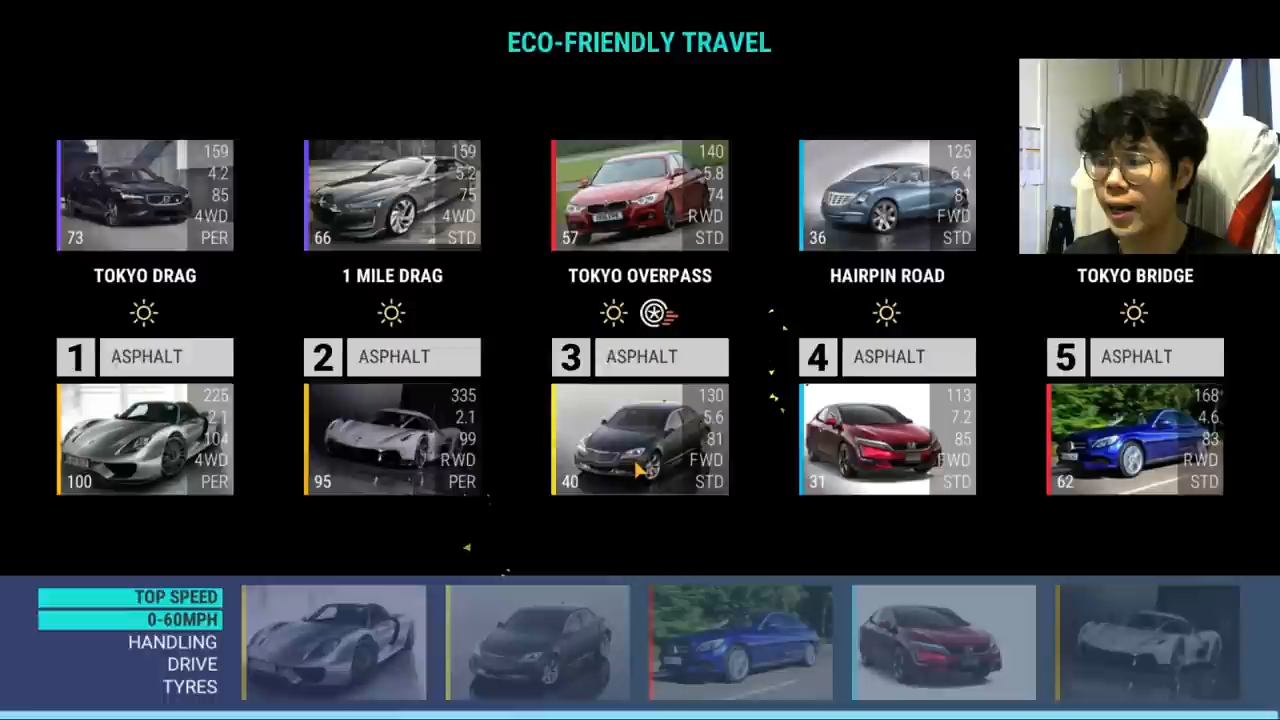 ECO-FRIENDLY TRAVEL
159
4.2
85
4WD
73 PER
159
5.2
75
4WD
66 STD
140
5.8
74
RWD
57 STD
125
6.4
81
FWD
36 STD
TOKYO DRAG
1 MILE DRAG
TOKYO OVERPASS
HAIRPIN ROAD
TOKYO BRIDGE
1 ASPHALT
2 ASPHALT
3 ASPHALT
4 ASPHALT
5 ASPHALT
225
2.1
104
4WD
100 PER
335
2.1
99
RWD
95 PER
130
5.6
81
FWD
40 STD
113
7.2
85
FWD
31 STD
168
4.6
83
RWD
62 STD
TOP SPEED
0-60MPH
HANDLING
DRIVE
TYRES